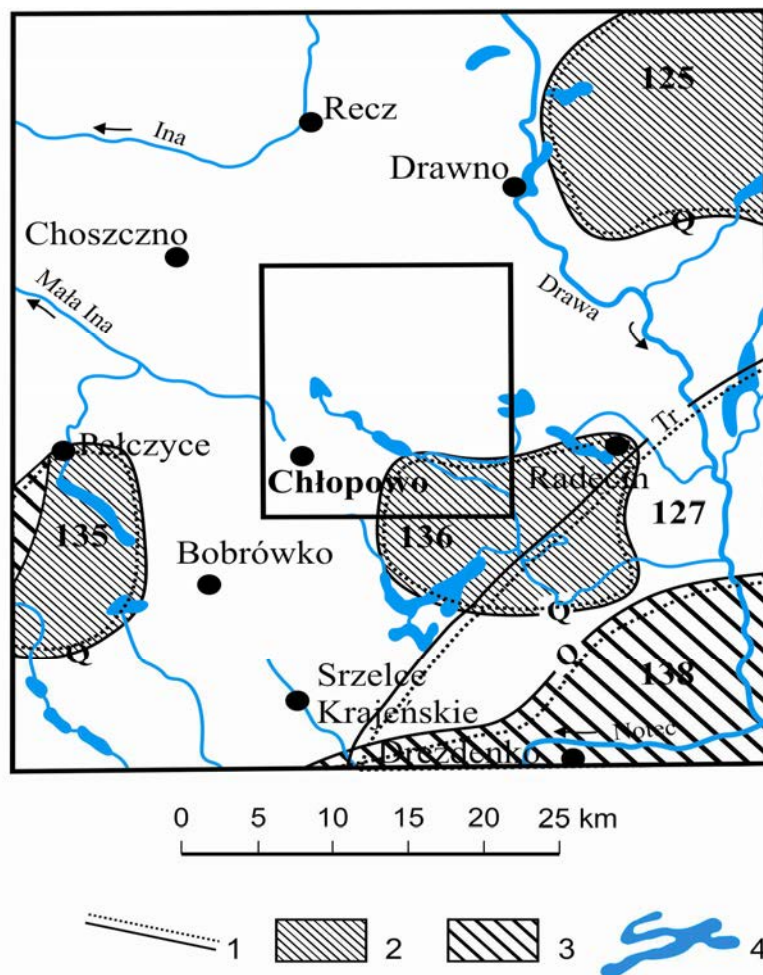 125
Recz
Ina
Drawno
Q
Choszczno
Mała Ina
Drawa
Tr
Pełczyce
Chłopowo
Radecin
127
135
136
Bobrówko
Q
Q
Q
138
Srzelce
Krajeńskie
Notec
Drezdenko
0 5 10 15 20 25 km
1 2 3 4